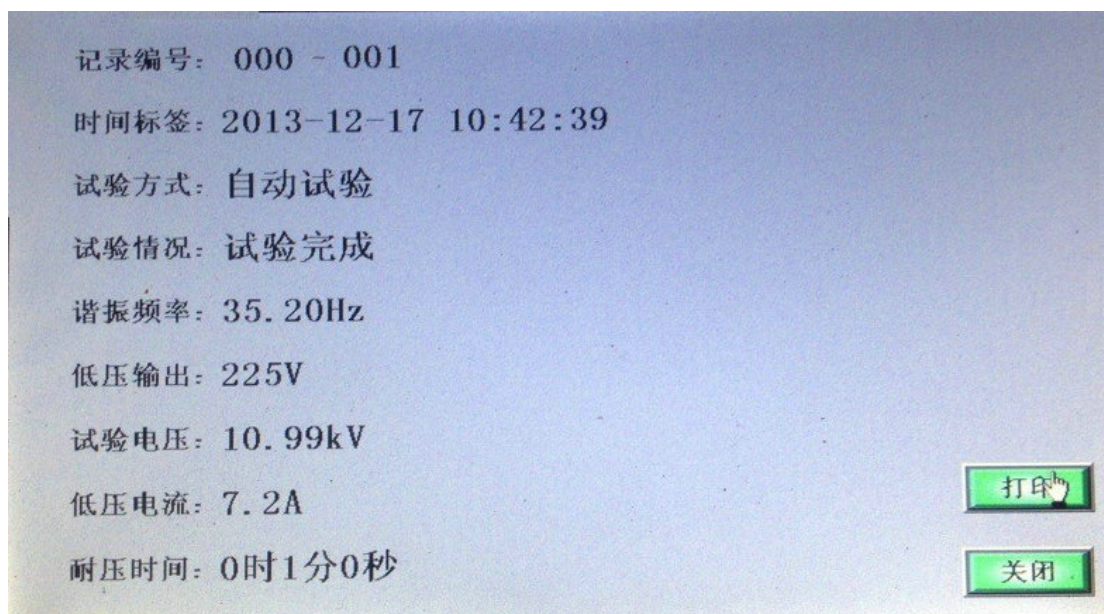 记录编号: 000 - 001
时间标签: 2013-12-17 10:42:39
试验方式: 自动试验
试验情况: 试验完成
谐振频率: 35.20Hz
低压输出: 225V
试验电压: 10.99kV
低压电流: 7.2A
耐压时间: 0时1分0秒
打印
关闭